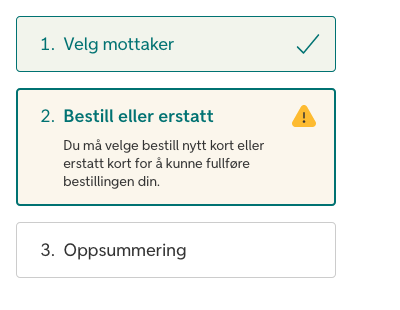 1. Velg mottaker
2. Bestill eller erstatt
Du må velge bestill nytt kort eller
erstatt kort for å kunne fullføre
bestillingen din.
3. Oppsummering